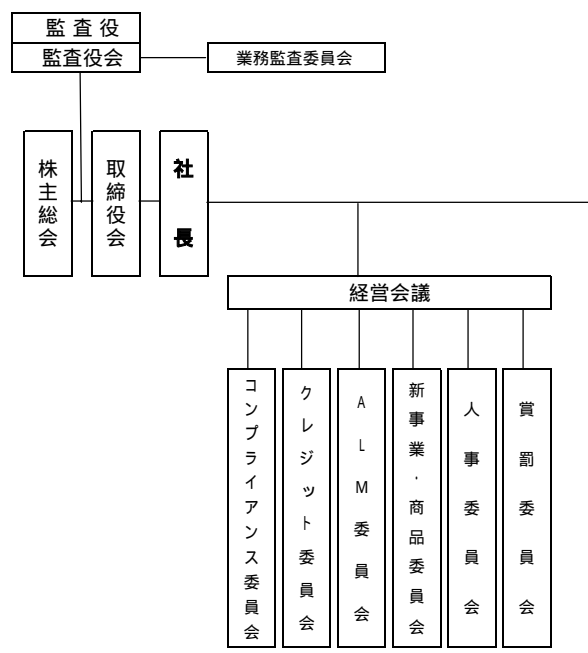 監査役
監査役会
業務監査委員会
株主総会
取締役会
社長
経営会議
コンプライアンス委員会
クレジット委員会
ALM委員会
新事業・商品委員会
人事委員会
賞罰委員会